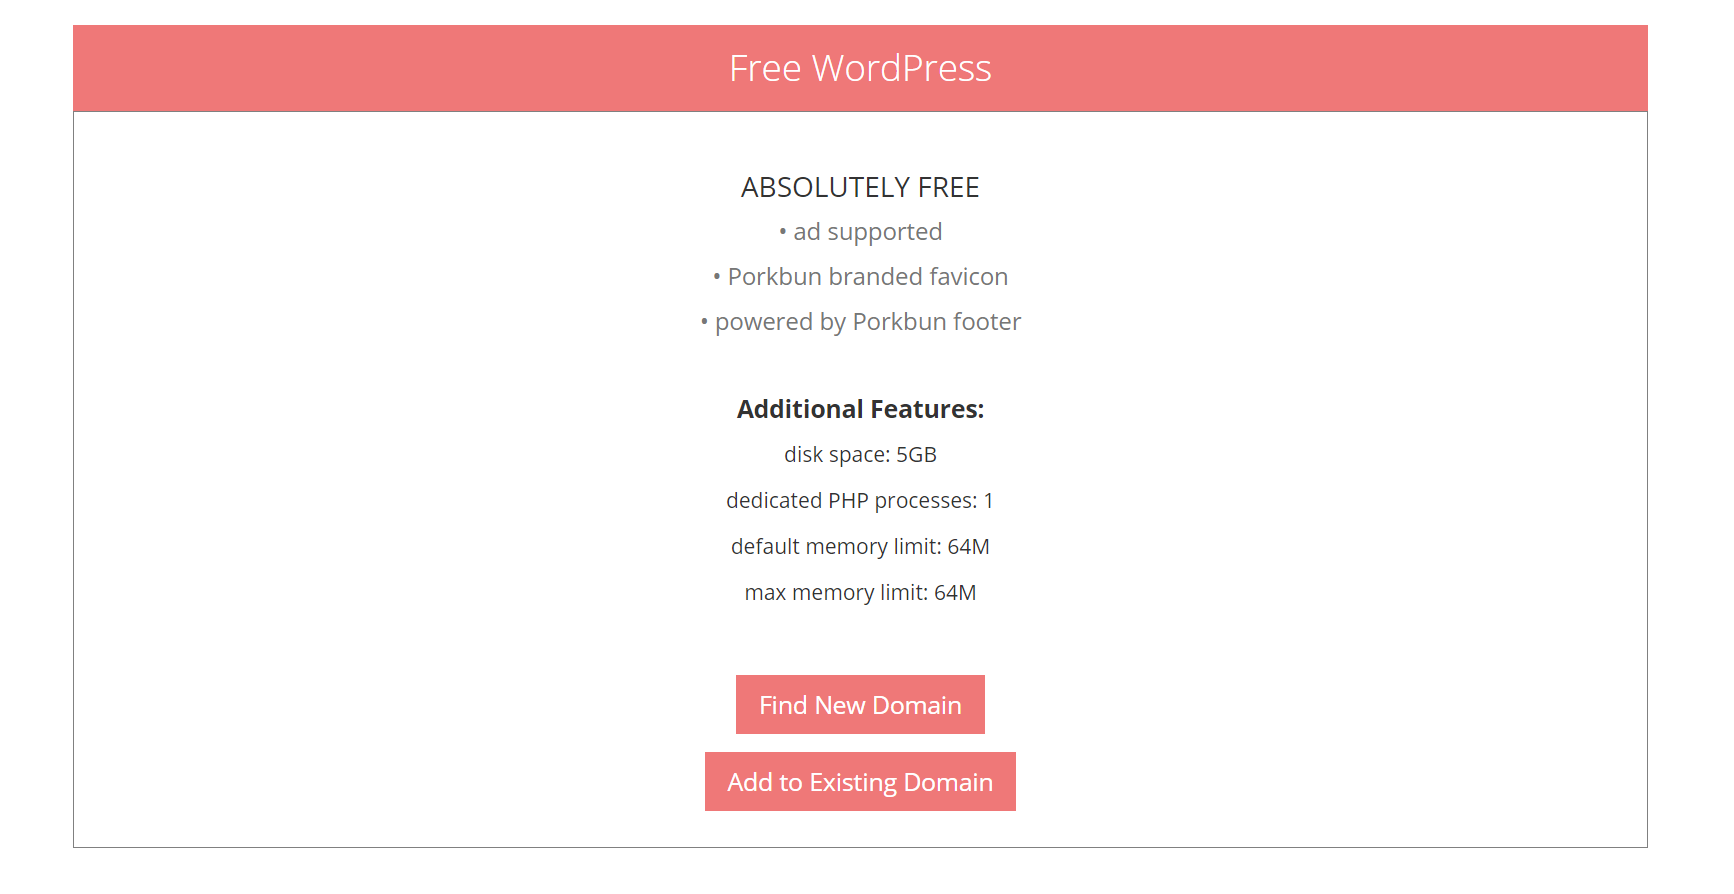 Free WordPress
ABSOLUTELY FREE
• ad supported
• Porkbun branded favicon
• powered by Porkbun footer
Additional Features:
disk space: 5GB
dedicated PHP processes: 1
default memory limit: 64M
max memory limit: 64M
Find New Domain
Add to Existing Domain